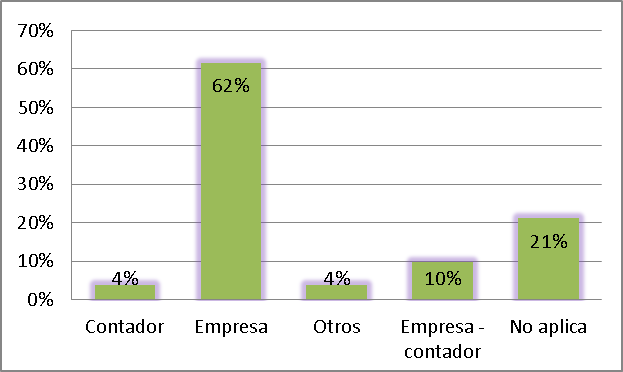 70%
60%
50%
40%
30%
20%
10%
0%
4%
62%
4%
10%
21%
Contador
Empresa
Otros
Empresa -
contador
No aplica